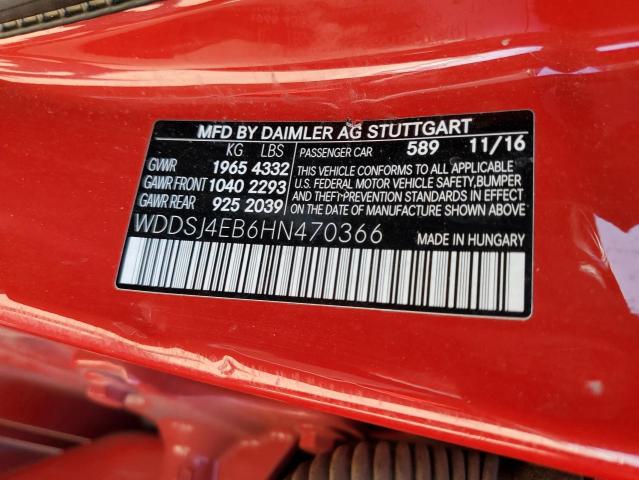 MFD BY DAIMLER AG STUTTGART
KG LBS
GVWR 1965 4332
GAWR FRONT 1040 2293
GAWR REAR 925 2039
PASSENGER CAR 589 11/16
THIS VEHICLE CONFORMS TO ALL APPLICABLE
U.S. FEDERAL MOTOR VEHICLE SAFETY,BUMPER
AND THEFT-PREVENTION STANDARDS IN EFFECT
ON THE DATE OF MANUFACTURE SHOWN ABOVE
WDDSJ4EB6HN470366
MADE IN HUNGARY